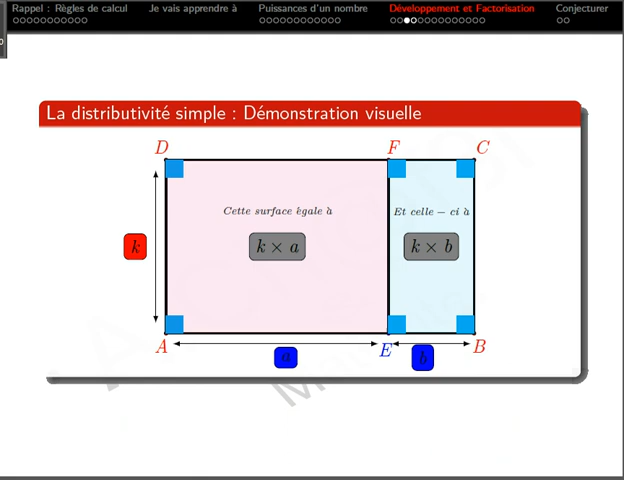 Rappel : Règles de calcul Je vais apprendre à Puissances d'un nombre Développement et Factorisation Conjecturer
La distributivité simple : Démonstration visuelle
D F C
Cette surface égale à Et celle – ci à
k k × a k × b
A E B
a b